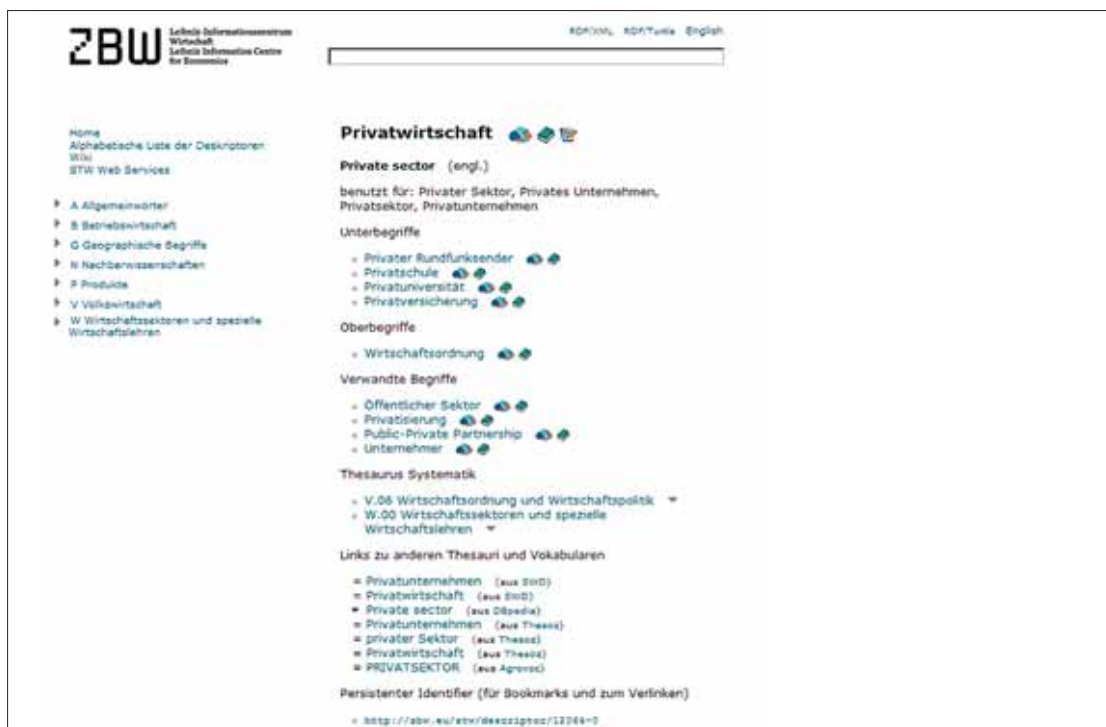 ZBW
Leibniz-Informationszentrum
Wirtschaft
Leibniz Information Centre
for Economics
RDF/XML RDF/Turtle English
Home
Alphabetische Liste der Deskriptoren
Wiki
STW Web Services
A Allgemeinwörter
B Betriebswirtschaft
G Geographische Begriffe
N Nachbarwissenschaften
P Produkte
V Volkswirtschaft
W Wirtschaftssektoren und spezielle
Wirtschaftslehren
Privatwirtschaft
Private sector (engl.)
benutzt für: Privater Sektor, Privates Unternehmen,
Privatsektor, Privatunternehmen
Unterbegriffe
Privater Rundfunksender
Privatschule
Privatuniversität
Privatversicherung
Oberbegriffe
Wirtschaftsordnung
Verwandte Begriffe
Öffentlicher Sektor
Privatisierung
Public-Private Partnership
Unternehmer
Thesaurus Systematik
V.06 Wirtschaftsordnung und Wirtschaftspolitik
W.00 Wirtschaftssektoren und spezielle
Wirtschaftslehren
Links zu anderen Thesauri und Vokabularen
= Privatunternehmen (aus SWD)
= Privatwirtschaft (aus SWD)
Private sector (aus DBpedia)
= Privatunternehmen (aus Thesoz)
= privater Sektor (aus Thesoz)
= Privatwirtschaft (aus Thesoz)
= PRIVATSEKTOR (aus Agrovoc)
Persistenter Identifier (für Bookmarks und zum Verlinken)